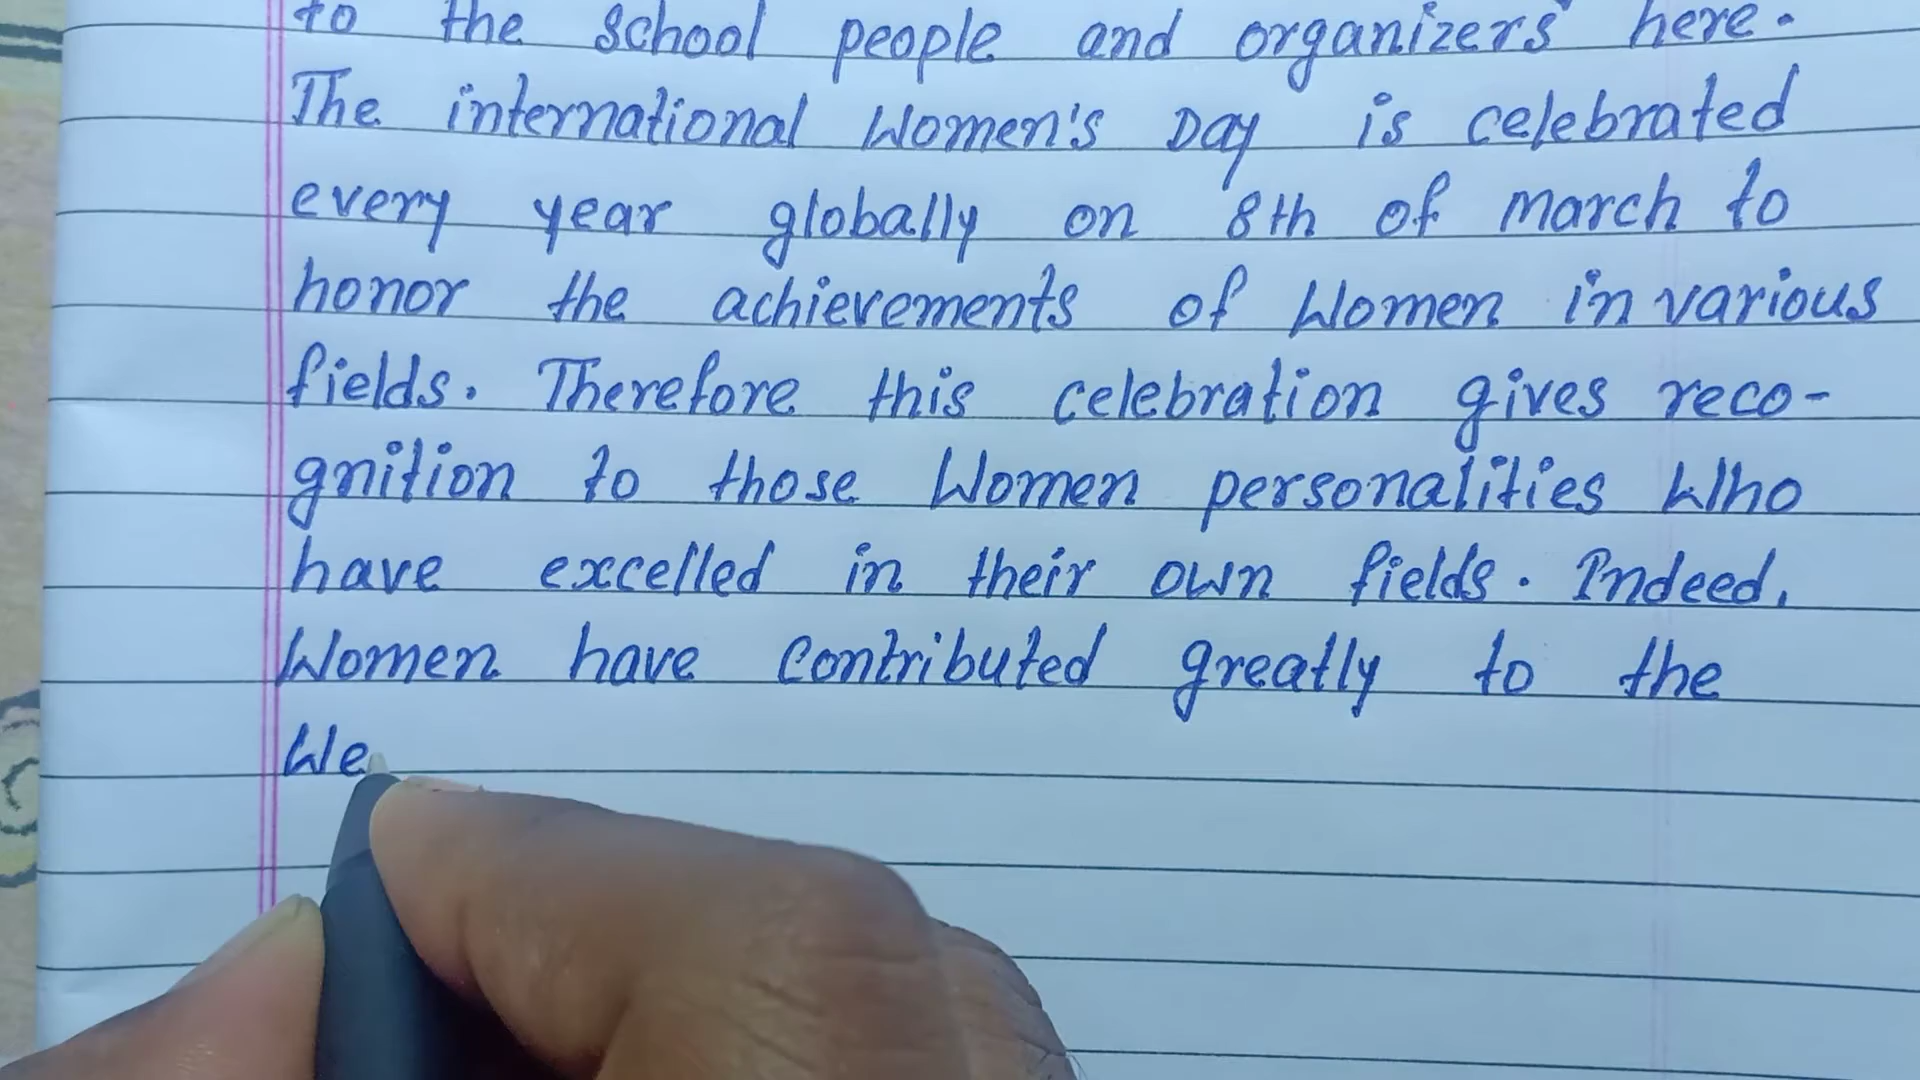 to the school people and organizers here.
The international Women's Day is celebrated
every year globally on 8th of march to
honor the achievements of Women in various
fields. Therefore this celebration gives reco-
gnition to those Women personalities Who
have excelled in their own fields. Indeed,
Women have contributed greatly to the
We